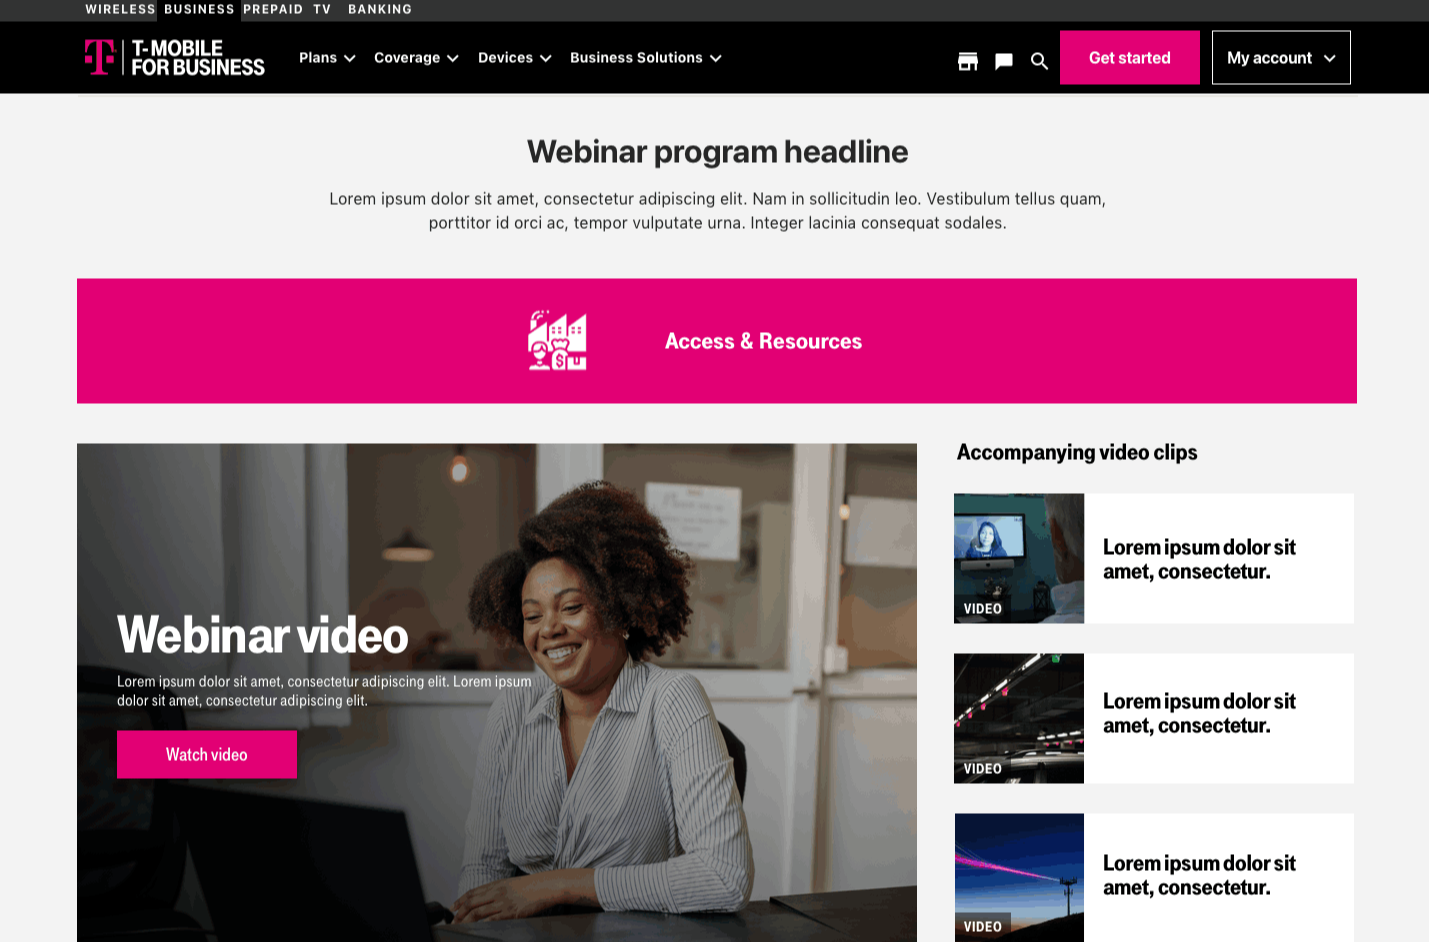 WIRELESS BUSINESS PREPAID TV BANKING
T-MOBILE
FOR BUSINESS
Plans Coverage Devices Business Solutions Get started My account
Webinar program headline
Lorem ipsum dolor sit amet, consectetur adipiscing elit. Nam in sollicitudin leo. Vestibulum tellus quam,
porttitor id orci ac, tempor vulputate urna. Integer lacinia consequat sodales.
Access & Resources
Webinar video
Lorem ipsum dolor sit amet, consectetur adipiscing elit. Lorem ipsum
dolor sit amet, consectetur adipiscing elit.
Watch video
Accompanying video clips
Lorem ipsum dolor sit
amet, consectetur.
VIDEO
Lorem ipsum dolor sit
amet, consectetur.
VIDEO
Lorem ipsum dolor sit
amet, consectetur.
VIDEO